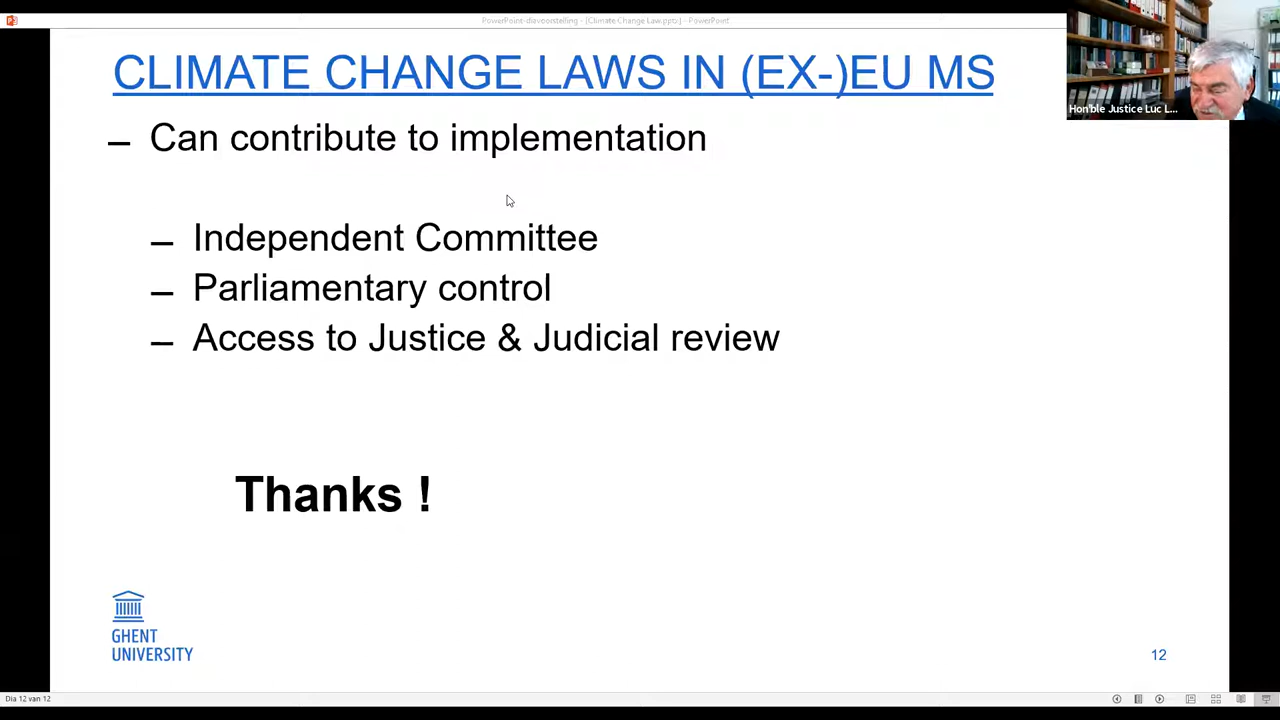 PowerPoint-diavoorstelling - [Climate Change Law.pptx] - PowerPoint
CLIMATE CHANGE LAWS IN (EX-)EU MS
Hon'ble Justice Luc L...
– Can contribute to implementation
– Independent Committee
– Parliamentary control
– Access to Justice & Judicial review
Thanks !
GHENT
UNIVERSITY
12
Dia 12 van 12